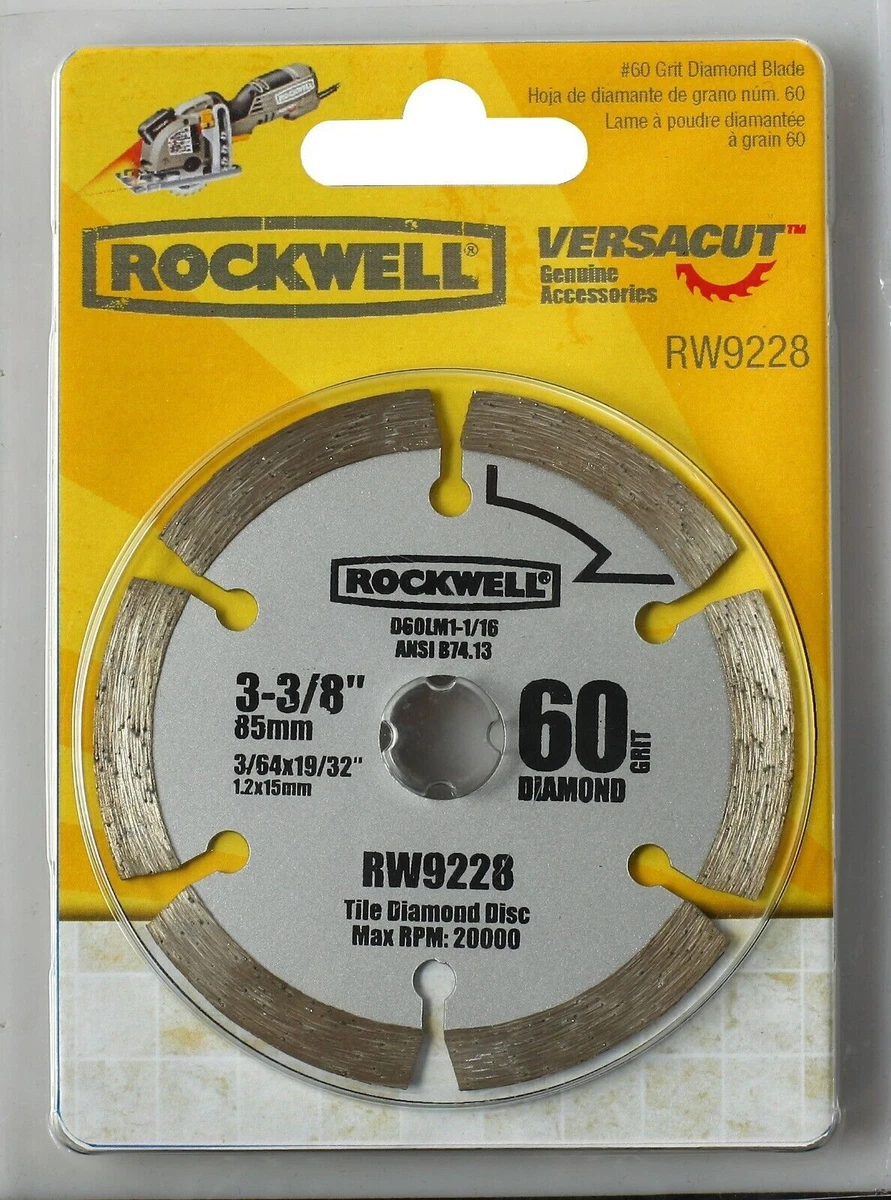 ROCKWELL
#60 Grit Diamond Blade
Hoja de diamante de grano núm. 60
Lame à poudre diamantée
à grain 60
ROCKWELL®
VERSACUT™
Genuine
Accessories
RW9228
ROCKWELL®
D60LM1-1/16
ANSI B74.13
3-3/8"
85mm
3/64x19/32"
1.2x15mm
60
GRIT
DIAMOND
RW9228
Tile Diamond Disc
Max RPM: 20000